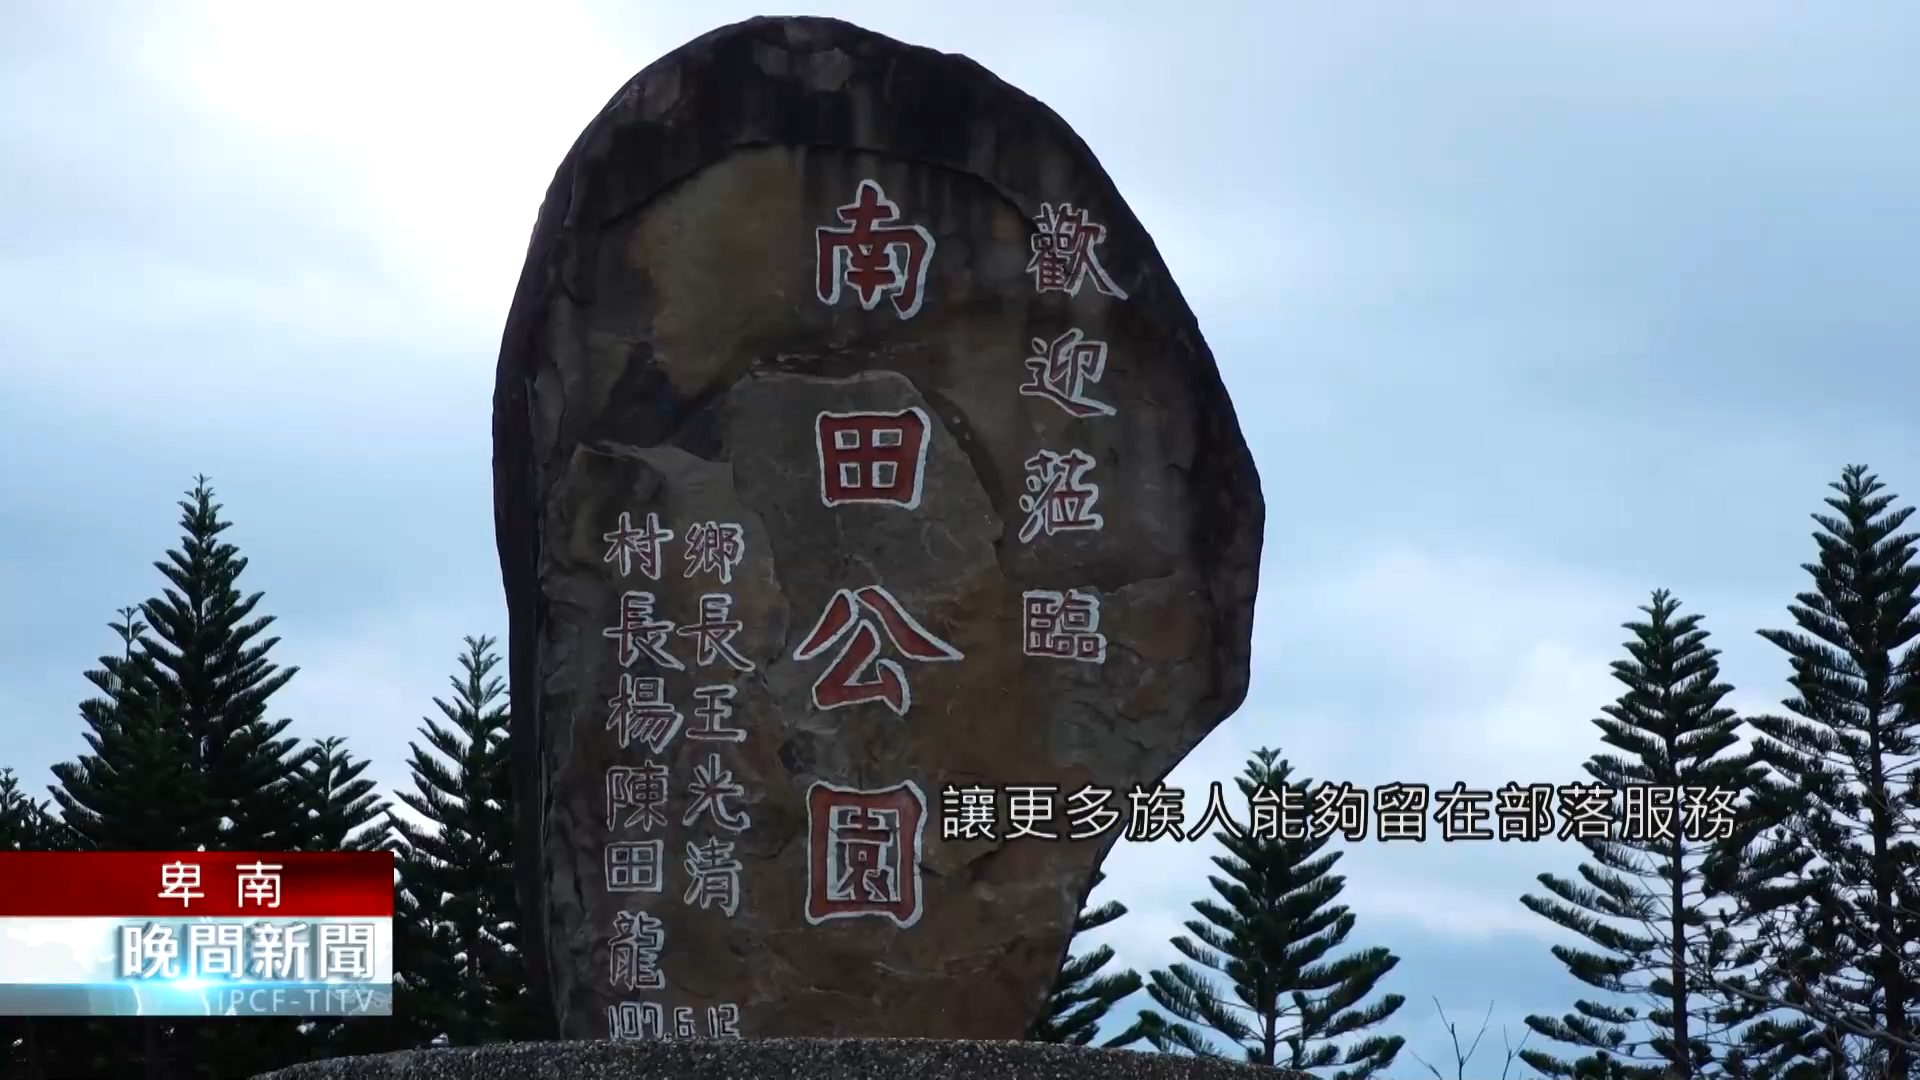 歡迎蒞臨
南田公園
鄉長王光清
村長楊陳田龍
107.6.12
讓更多族人能夠留在部落服務
卑南
晚間新聞
IPCF-TITV